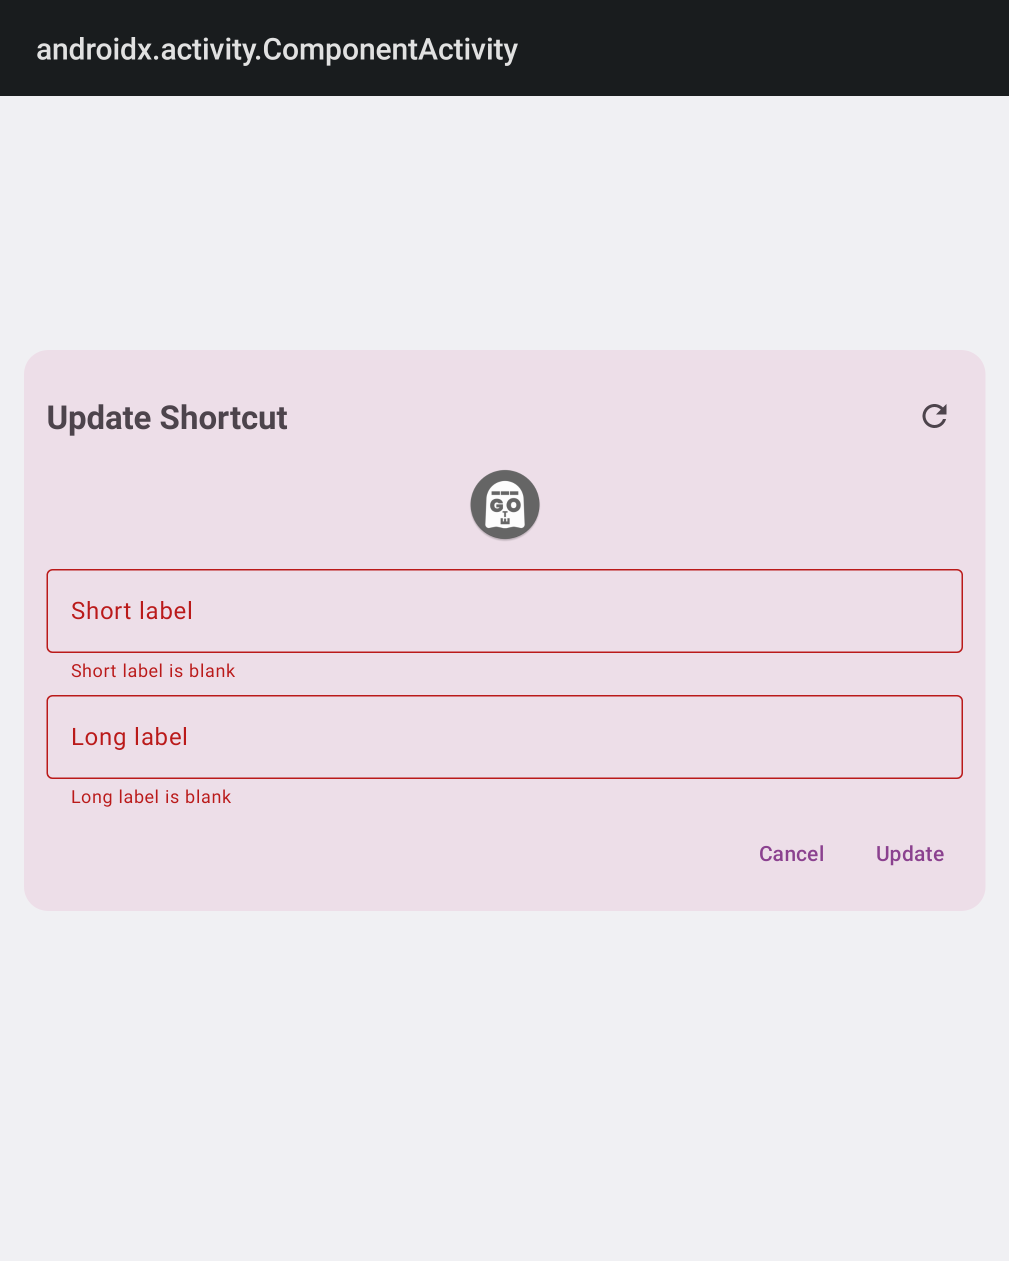 androidx.activity.ComponentActivity
Update Shortcut
GO
Short label
Short label is blank
Long label
Long label is blank
Cancel Update